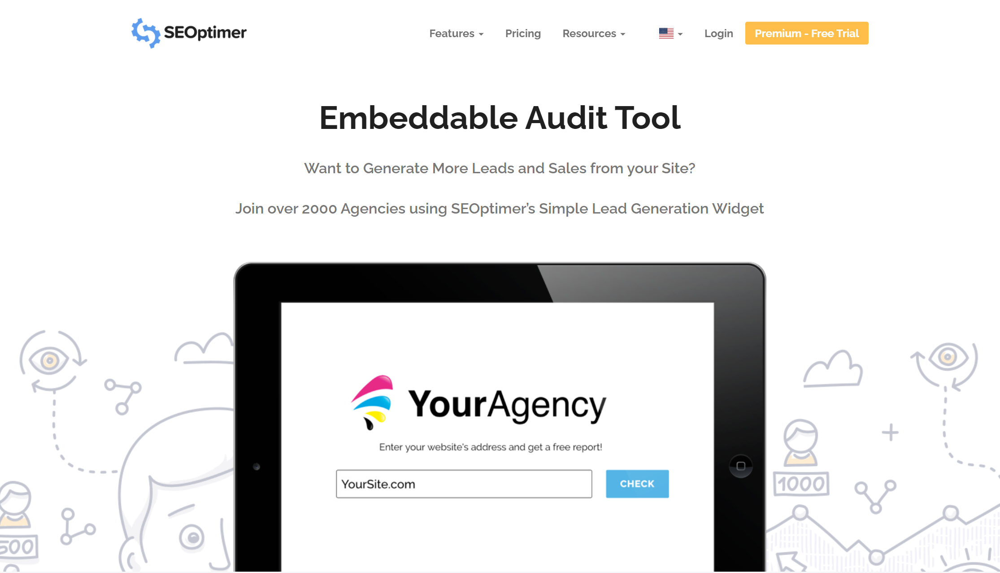 SEOptimer
Features
Pricing
Resources
Login
Premium - Free Trial
Embeddable Audit Tool
Want to Generate More Leads and Sales from your Site?
Join over 2000 Agencies using SEOptimer’s Simple Lead Generation Widget
YourAgency
Enter your website's address and get a free report!
YourSite.com
CHECK
1000
500